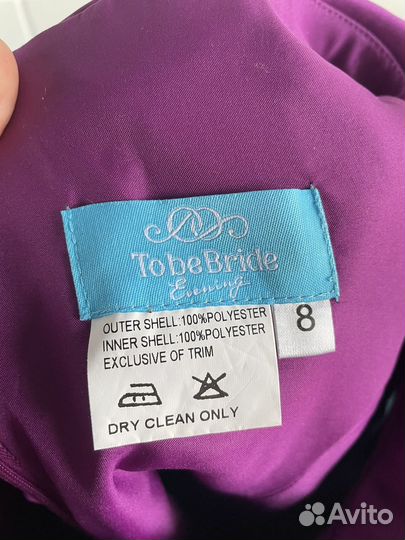 To be Bride
Evening
8
OUTER SHELL:100%POLYESTER
INNER SHELL:100%POLYESTER
EXCLUSIVE OF TRIM
DRY CLEAN ONLY
Avito